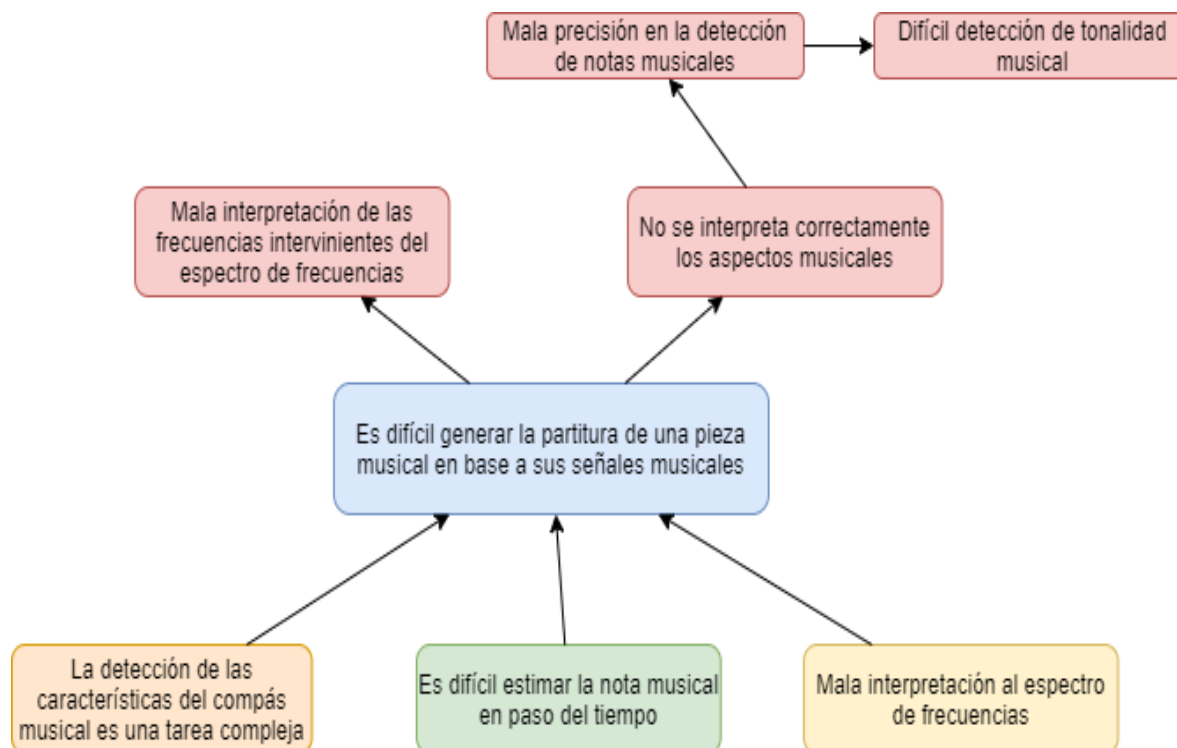 Mala precisión en la detección
de notas musicales
Difícil detección de tonalidad
musical
Mala interpretación de las
frecuencias intervinientes del
espectro de frecuencias
No se interpreta correctamente
los aspectos musicales
Es difícil generar la partitura de una pieza
musical en base a sus señales musicales
La detección de las
características del compás
musical es una tarea compleja
Es difícil estimar la nota musical
en paso del tiempo
Mala interpretación al espectro
de frecuencias